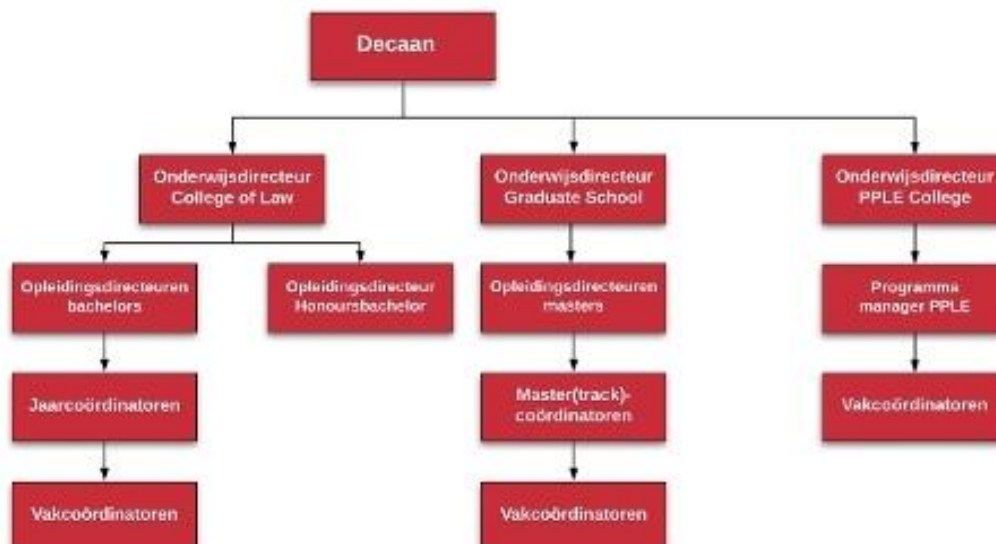 Decaan
Onderwijsdirecteur
College of Law
Onderwijsdirecteur
Graduate School
Onderwijsdirecteur
PPLE College
Opleidingsdirecteuren
bachelors
Opleidingsdirecteur
Honoursbachelor
Opleidingsdirecteuren
masters
Programma
manager PPLE
Jaarcoördinatoren
Master(track)-
coördinatoren
Vakcoördinatoren
Vakcoördinatoren
Vakcoördinatoren